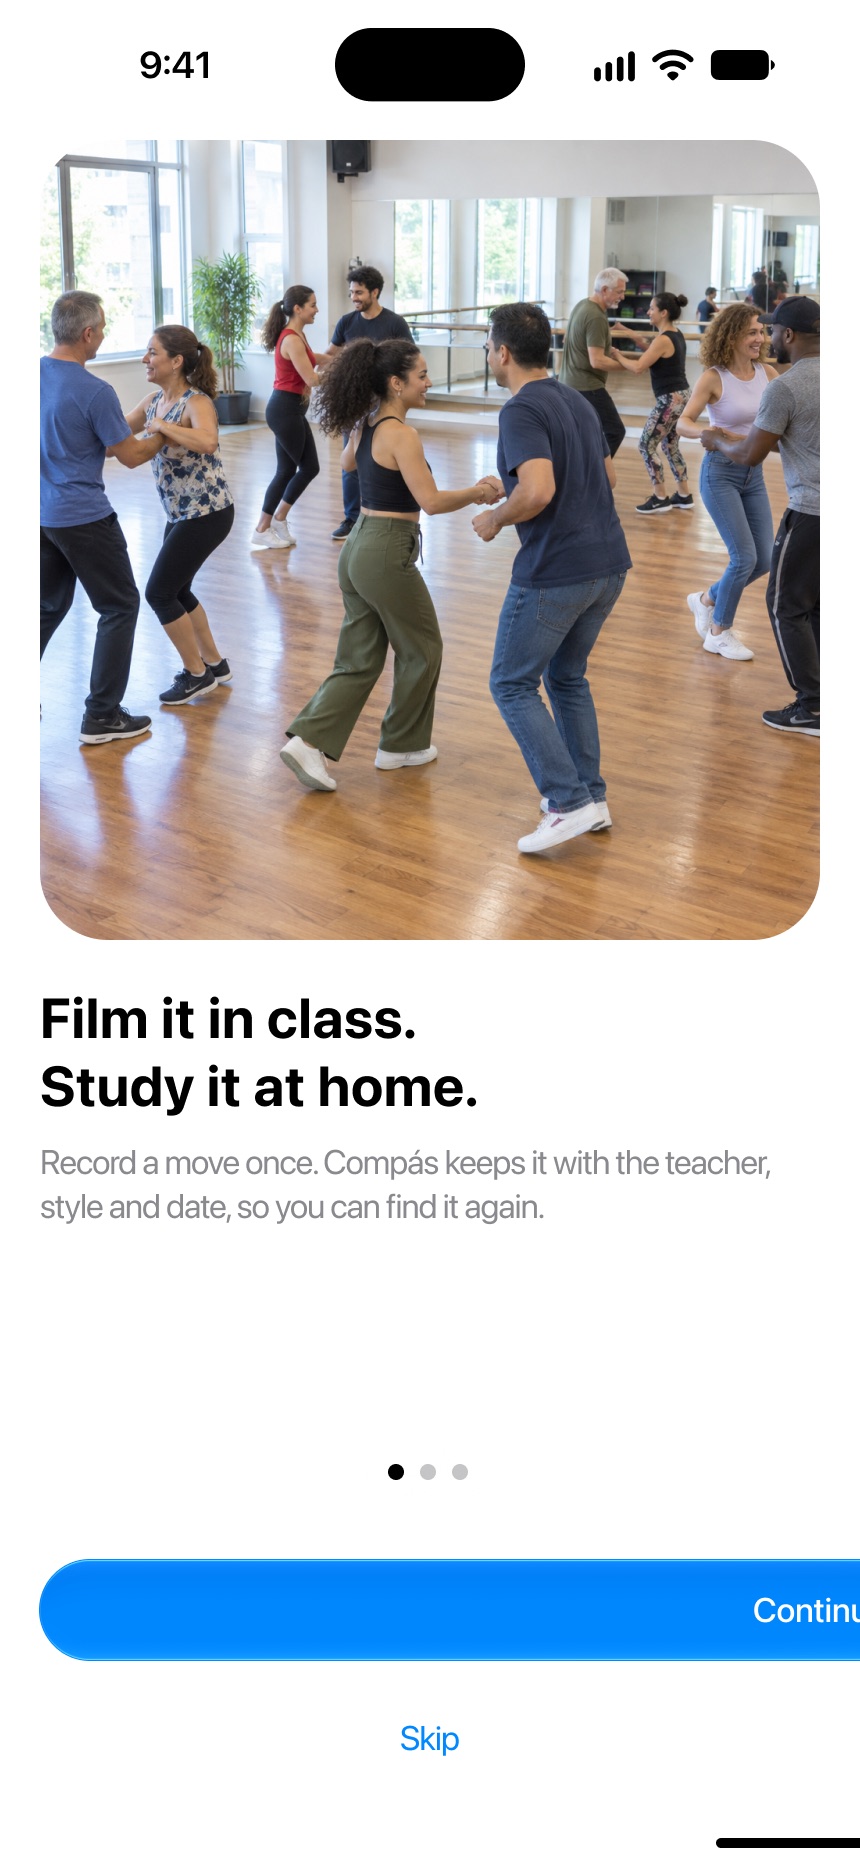 9:41
Film it in class.
Study it at home.
Record a move once. Compás keeps it with the teacher,
style and date, so you can find it again.
Continu
Skip